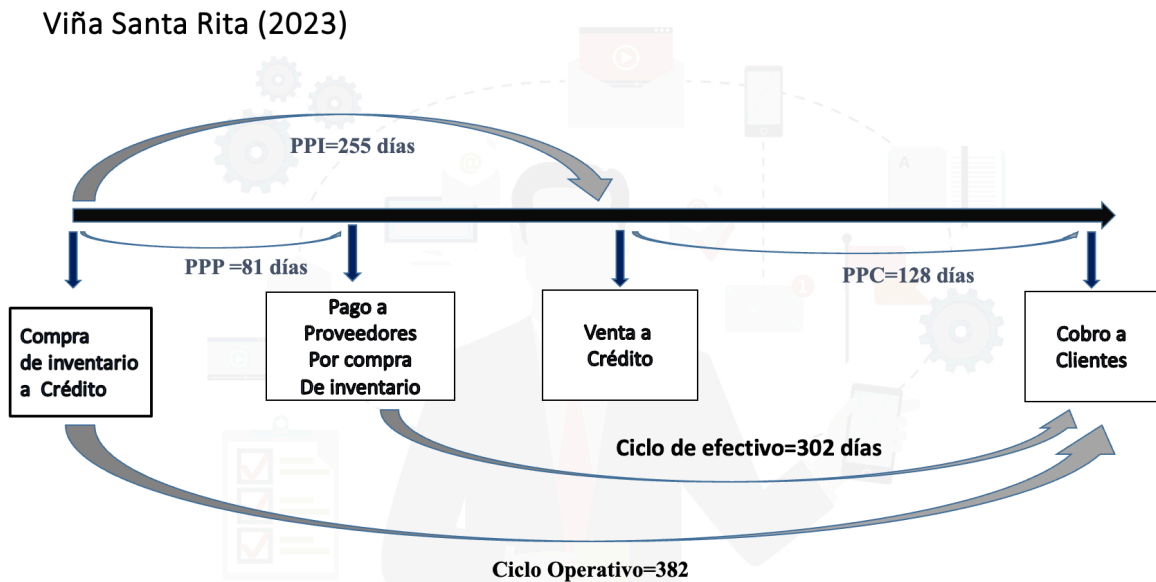 Viña Santa Rita (2023)
PPI=255 días
PPP =81 días
PPC=128 días
Compra
de inventario
a Crédito
Pago a
Proveedores
Por compra
De inventario
Venta a
Crédito
Cobro a
Clientes
Ciclo de efectivo=302 días
Ciclo Operativo=382